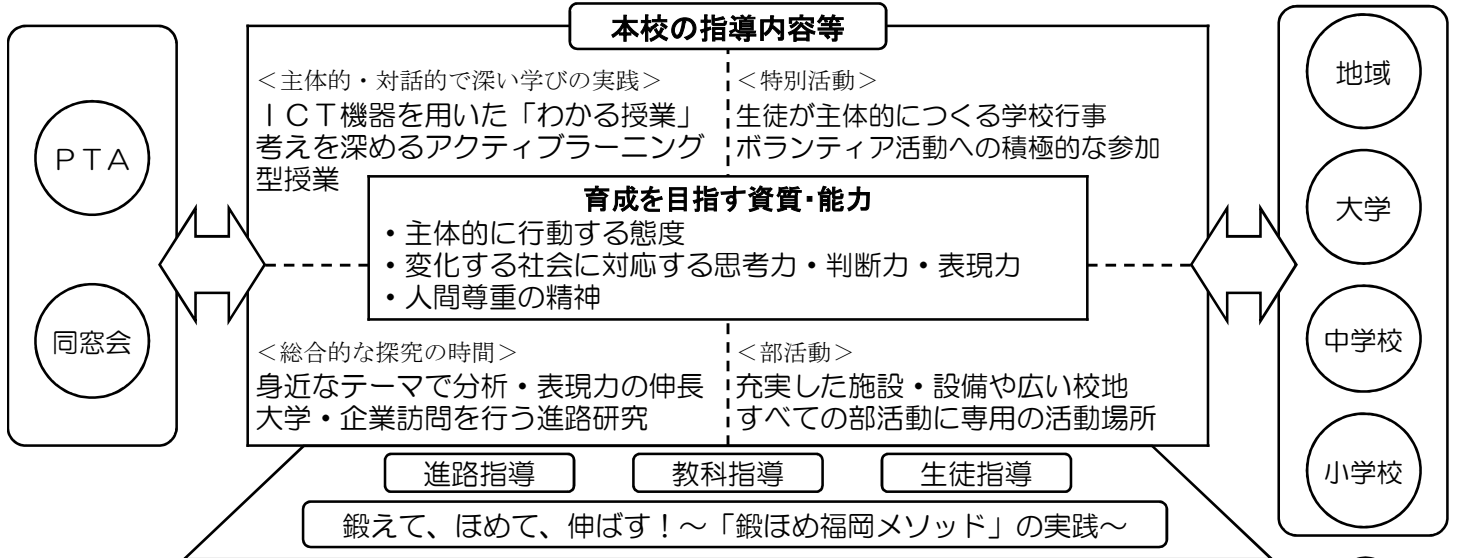 本校の指導内容等
PTA
同窓会
＜主体的・対話的で深い学びの実践＞
ＩＣＴ機器を用いた「わかる授業」
考えを深めるアクティブラーニング
型授業
＜特別活動＞
生徒が主体的につくる学校行事
ボランティア活動への積極的な参加
育成を目指す資質・能力
・主体的に行動する態度
・変化する社会に対応する思考力・判断力・表現力
・人間尊重の精神
＜総合的な探究の時間＞
身近なテーマで分析・表現力の伸長
大学・企業訪問を行う進路研究
＜部活動＞
充実した施設・設備や広い校地
すべての部活動に専用の活動場所
地域
大学
中学校
小学校
進路指導
教科指導
生徒指導
鍛えて、ほめて、伸ばす！～「鍛ほめ福岡メソッド」の実践～